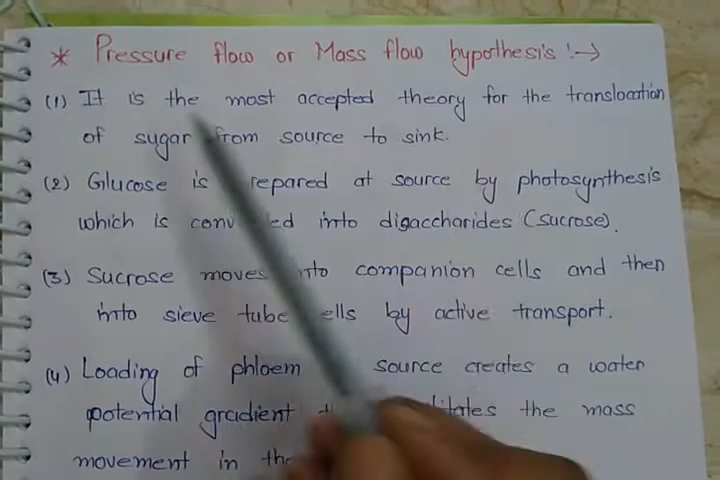 * Pressure flow or Mass flow hypothesis :→
(1) It is the most accepted theory for the translocation
of sugar from source to sink.
(2) Glucose is repared at source by photosynthesis
which is conv ed into disaccharides (sucrose).
(3) Sucrose moves into companion cells and then
into sieve tube ells by active transport.
(4) Loading of phloem source creates a water
potential gradient the mass
movement in the